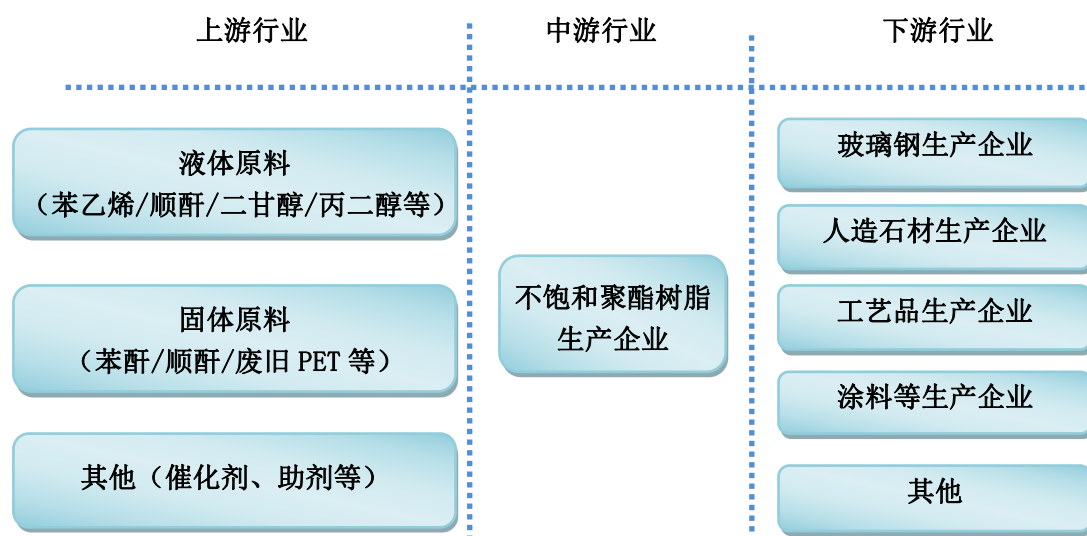 上游行业
中游行业
下游行业
液体原料
（苯乙烯/顺酐/二甘醇/丙二醇等）
固体原料
（苯酐/顺酐/废旧 PET 等）
其他（催化剂、助剂等）
不饱和聚酯树脂
生产企业
玻璃钢生产企业
人造石材生产企业
工艺品生产企业
涂料等生产企业
其他